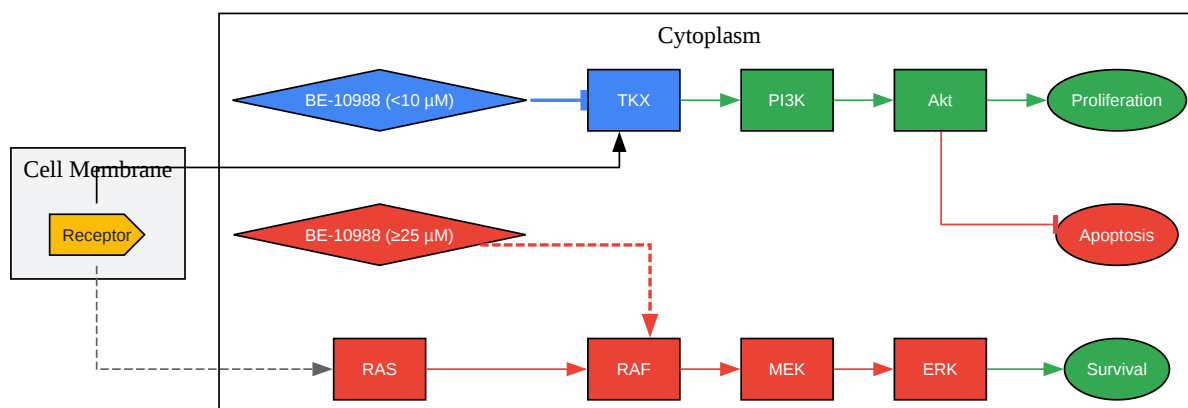 Cytoplasm
BE-10988 (<10 µM)
TKX
PI3K
Akt
Proliferation
Cell Membrane
Receptor
BE-10988 (≥25 µM)
Apoptosis
RAS
RAF
MEK
ERK
Survival